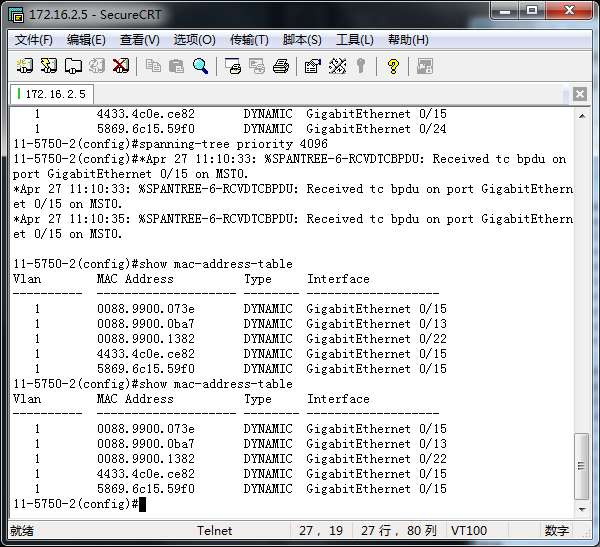 172.16.2.5 - SecureCRT
文件(F) 编辑(E) 查看(V) 选项(O) 传输(T) 脚本(S) 工具(L) 帮助(H)
172.16.2.5
1 4433.4c0e.ce82 DYNAMIC GigabitEthernet 0/15
1 5869.6c15.59f0 DYNAMIC GigabitEthernet 0/24
11-5750-2(config)#spanning-tree priority 4096
11-5750-2(config)#*Apr 27 11:10:33: %SPANTREE-6-RCVDTCBPDU: Received tc bpdu on
port GigabitEthernet 0/15 on MST0.
*Apr 27 11:10:33: %SPANTREE-6-RCVDTCBPDU: Received tc bpdu on port GigabitEthern
et 0/15 on MST0.
*Apr 27 11:10:35: %SPANTREE-6-RCVDTCBPDU: Received tc bpdu on port GigabitEthern
et 0/15 on MST0.
11-5750-2(config)#show mac-address-table
Vlan MAC Address Type Interface
---------- -------------------- -------- -------------------
1 0088.9900.073e DYNAMIC GigabitEthernet 0/15
1 0088.9900.0ba7 DYNAMIC GigabitEthernet 0/13
1 0088.9900.1382 DYNAMIC GigabitEthernet 0/22
1 4433.4c0e.ce82 DYNAMIC GigabitEthernet 0/15
1 5869.6c15.59f0 DYNAMIC GigabitEthernet 0/15
11-5750-2(config)#show mac-address-table
Vlan MAC Address Type Interface
---------- -------------------- -------- -------------------
1 0088.9900.073e DYNAMIC GigabitEthernet 0/15
1 0088.9900.0ba7 DYNAMIC GigabitEthernet 0/13
1 0088.9900.1382 DYNAMIC GigabitEthernet 0/22
1 4433.4c0e.ce82 DYNAMIC GigabitEthernet 0/15
1 5869.6c15.59f0 DYNAMIC GigabitEthernet 0/15
11-5750-2(config)#
就绪 Telnet 27, 19 27 行, 80 列 VT100 数字